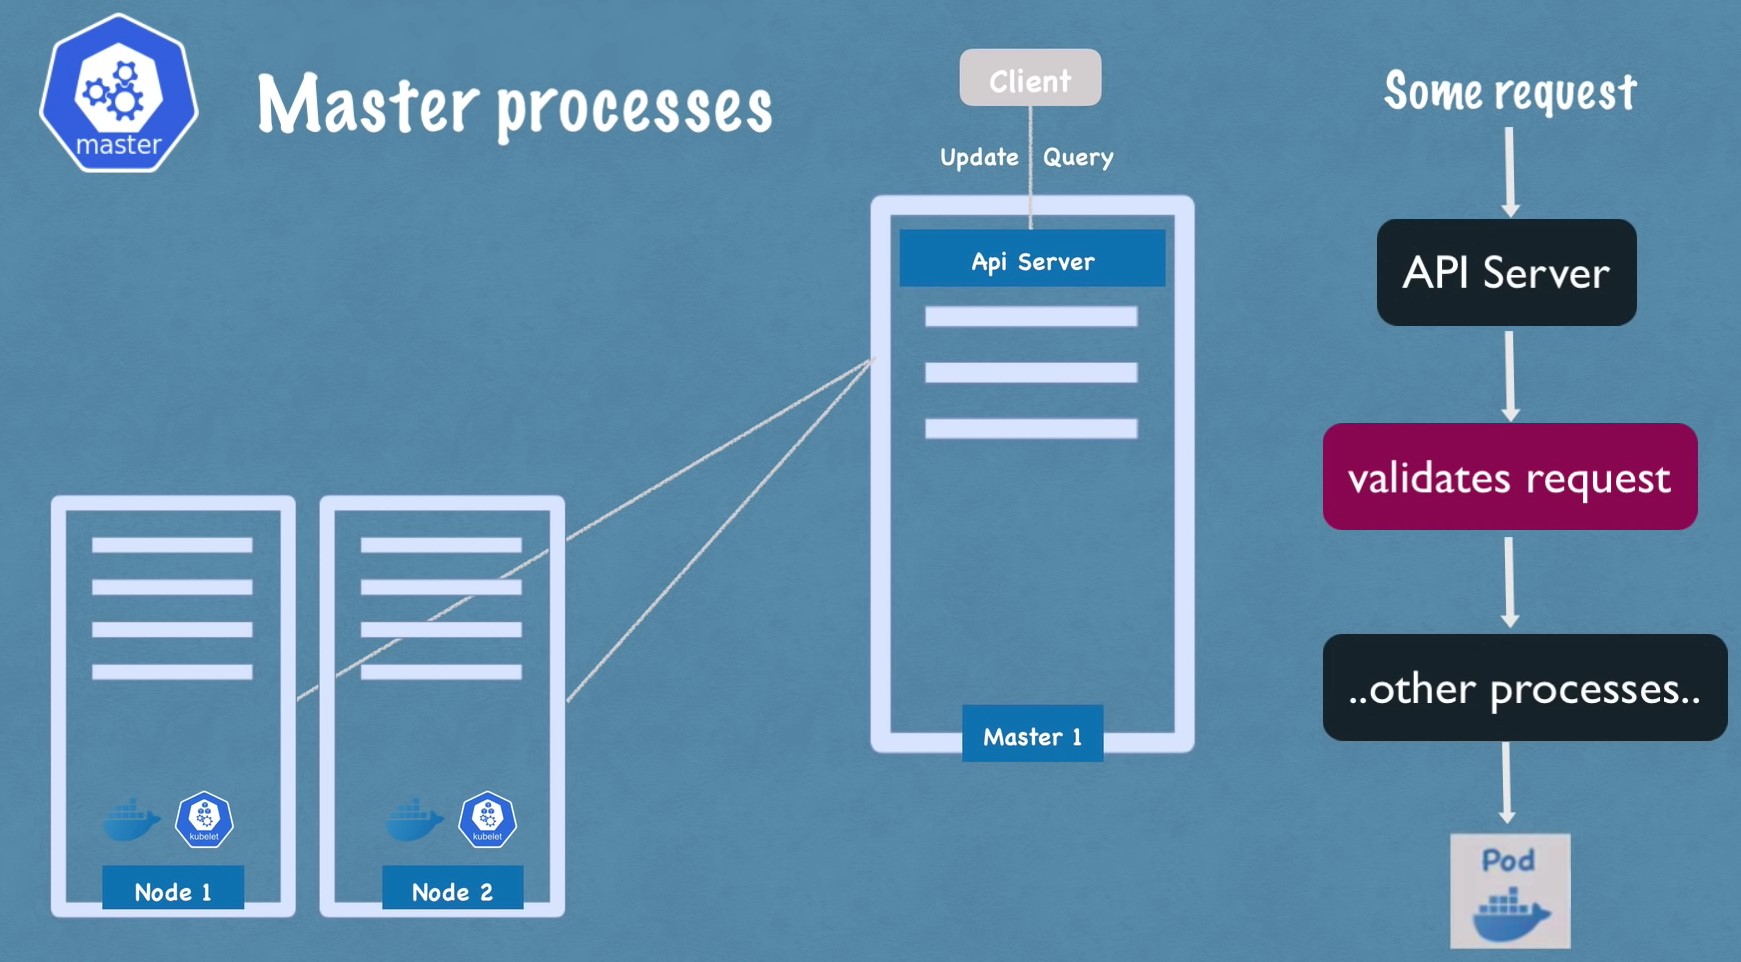 master
Master processes
Client
Update Query
Api Server
Master 1
kubelet
Node 1
kubelet
Node 2
Some request
API Server
validates request
..other processes..
Pod